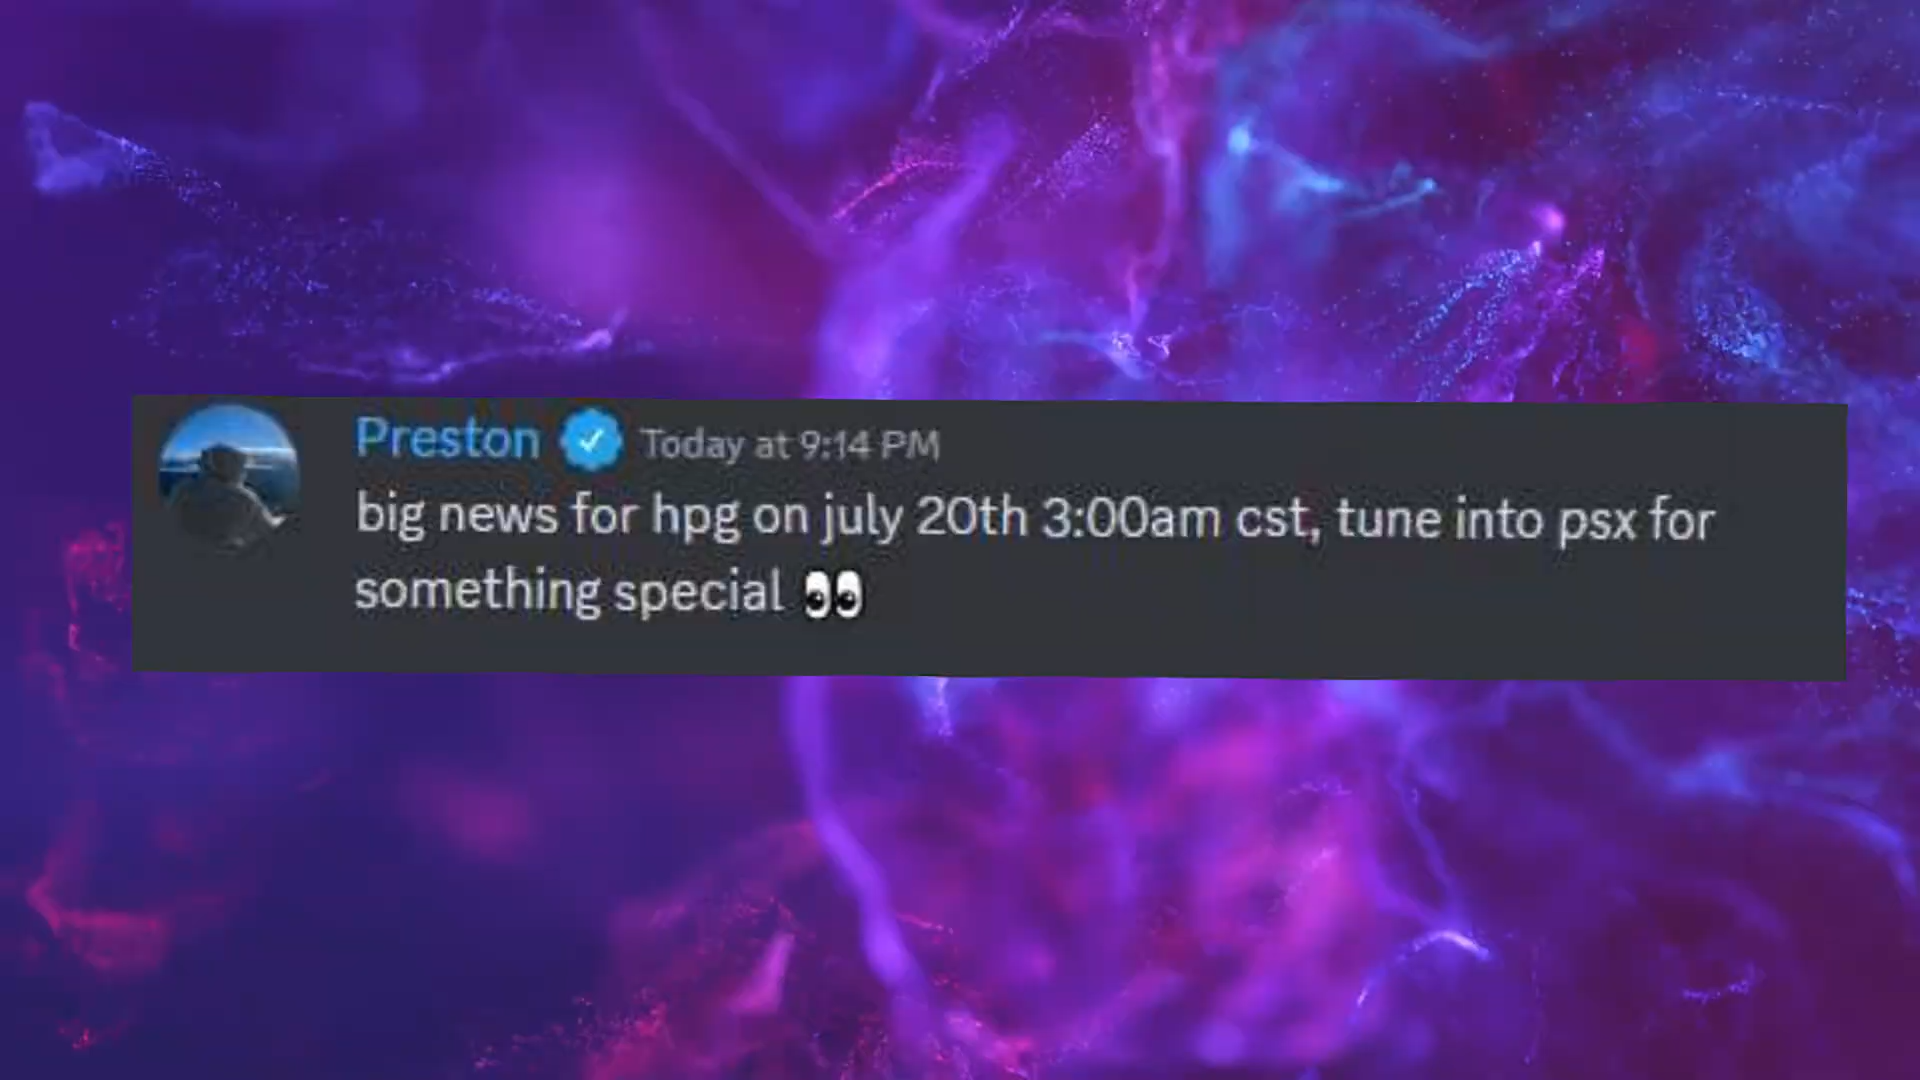 Preston Today at 9:14 PM
big news for hpg on july 20th 3:00am cst, tune into psx for
something special 👀